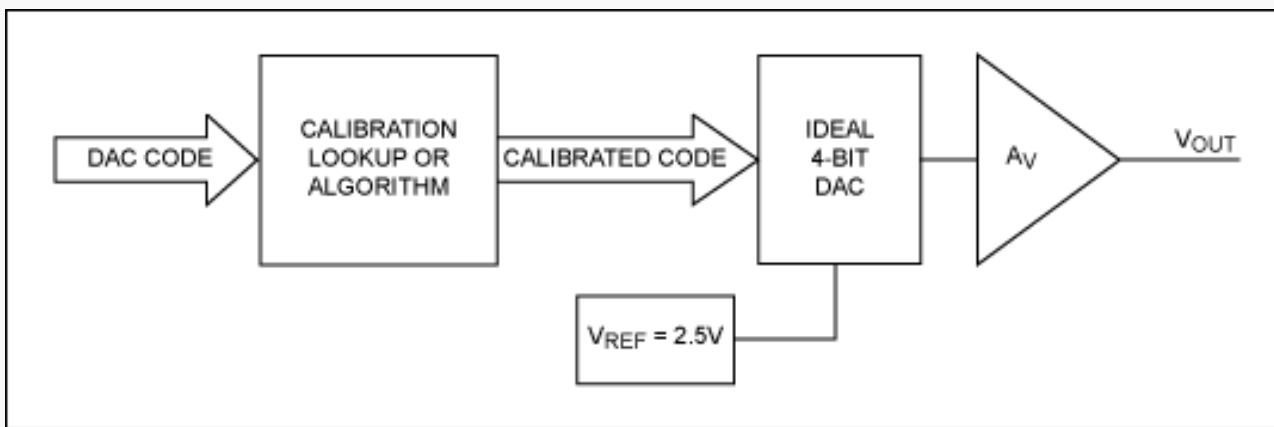 DAC CODE
CALIBRATION
LOOKUP OR
ALGORITHM
CALIBRATED CODE
IDEAL
4-BIT
DAC
AV
VOUT
VREF = 2.5V